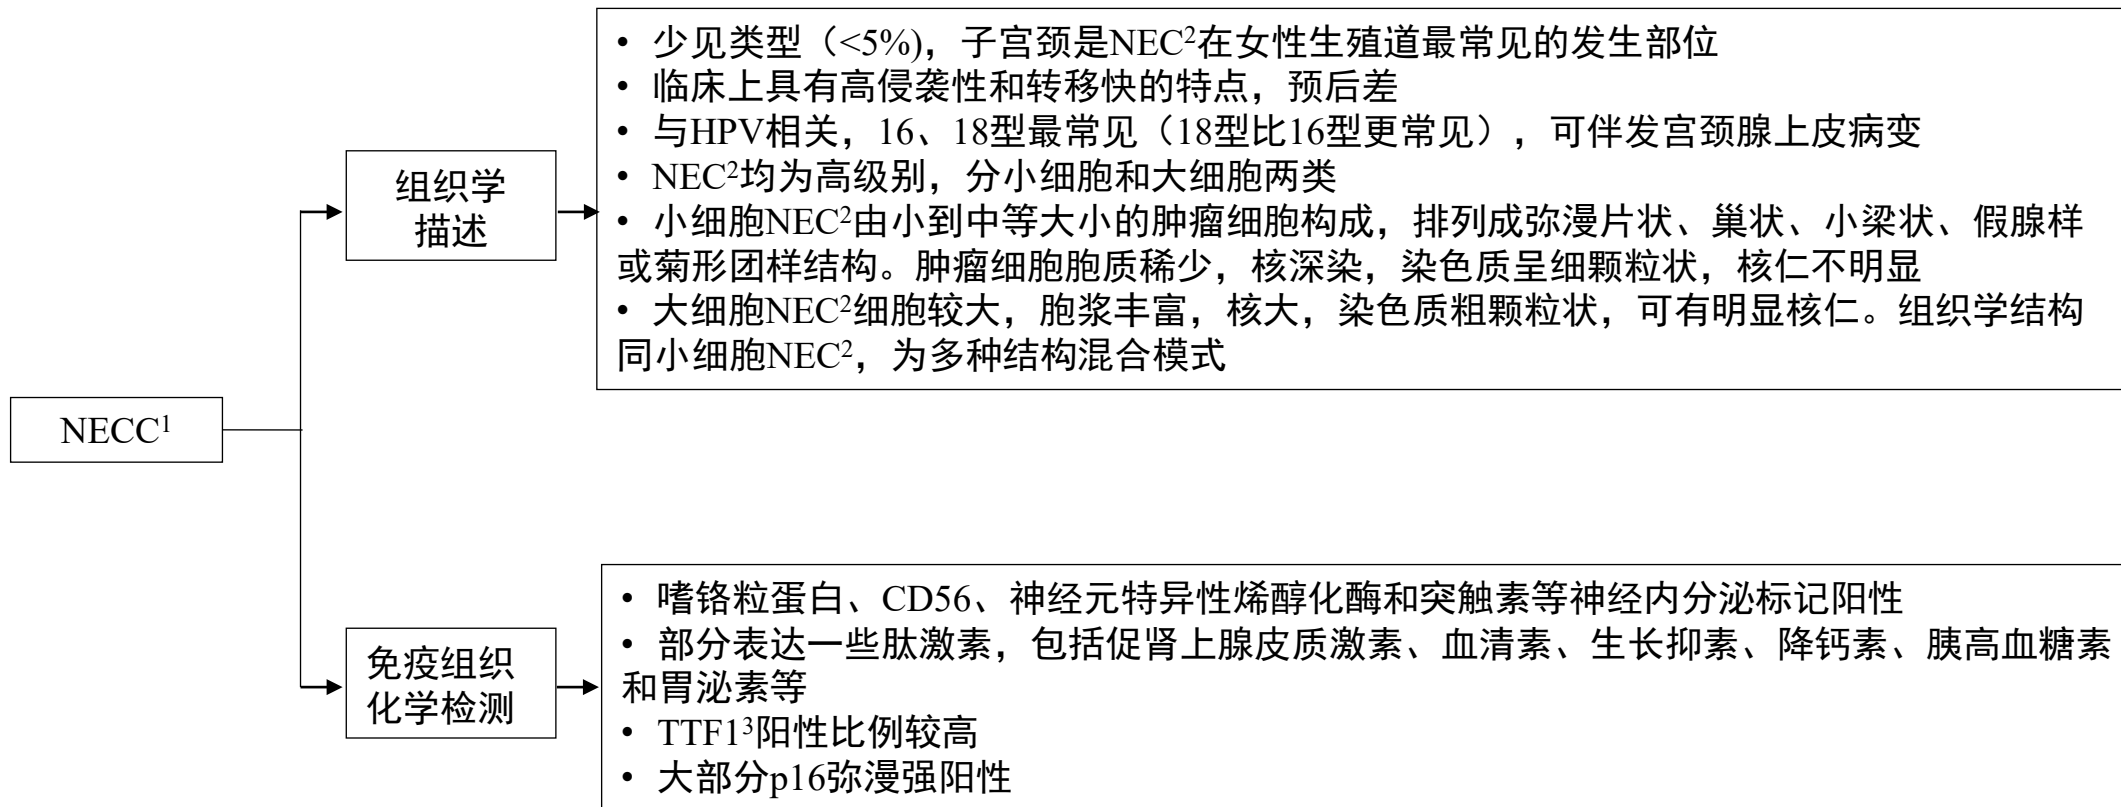 NECC¹
组织学
描述
• 少见类型（<5%)，子宫颈是NEC²在女性生殖道最常见的发生部位
• 临床上具有高侵袭性和转移快的特点，预后差
• 与HPV相关，16、18型最常见（18型比16型更常见），可伴发宫颈腺上皮病变
• NEC²均为高级别，分小细胞和大细胞两类
• 小细胞NEC²由小到中等大小的肿瘤细胞构成，排列成弥漫片状、巢状、小梁状、假腺样
或菊形团样结构。肿瘤细胞胞质稀少，核深染，染色质呈细颗粒状，核仁不明显
• 大细胞NEC²细胞较大，胞浆丰富，核大，染色质粗颗粒状，可有明显核仁。组织学结构
同小细胞NEC²，为多种结构混合模式
免疫组织
化学检测
• 嗜铬粒蛋白、CD56、神经元特异性烯醇化酶和突触素等神经内分泌标记阳性
• 部分表达一些肽激素，包括促肾上腺皮质激素、血清素、生长抑素、降钙素、胰高血糖素
和胃泌素等
• TTF1³阳性比例较高
• 大部分p16弥漫强阳性